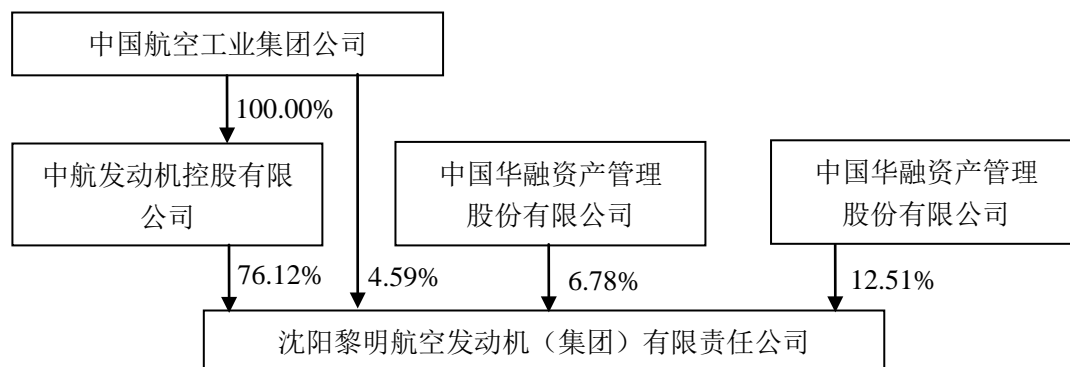 中国航空工业集团公司
100.00%
中航发动机控股有限
公司
中国华融资产管理
股份有限公司
中国华融资产管理
股份有限公司
76.12%
4.59%
6.78%
12.51%
沈阳黎明航空发动机（集团）有限责任公司